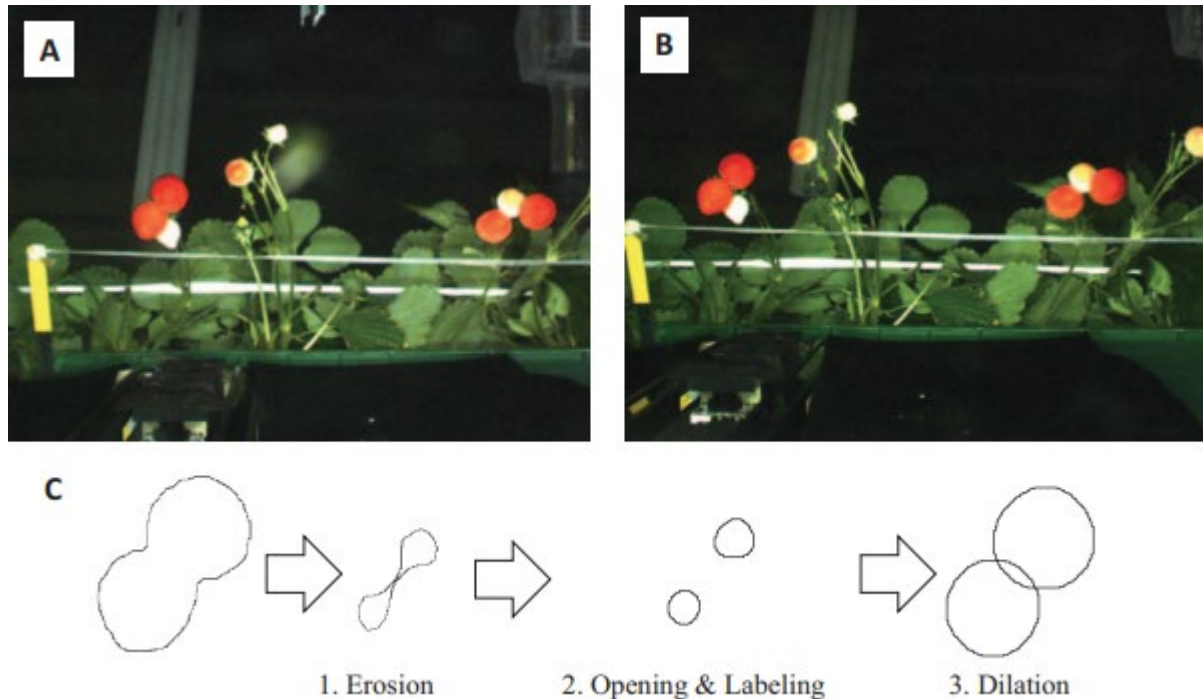 A
B
C
1. Erosion
2. Opening & Labeling
3. Dilation